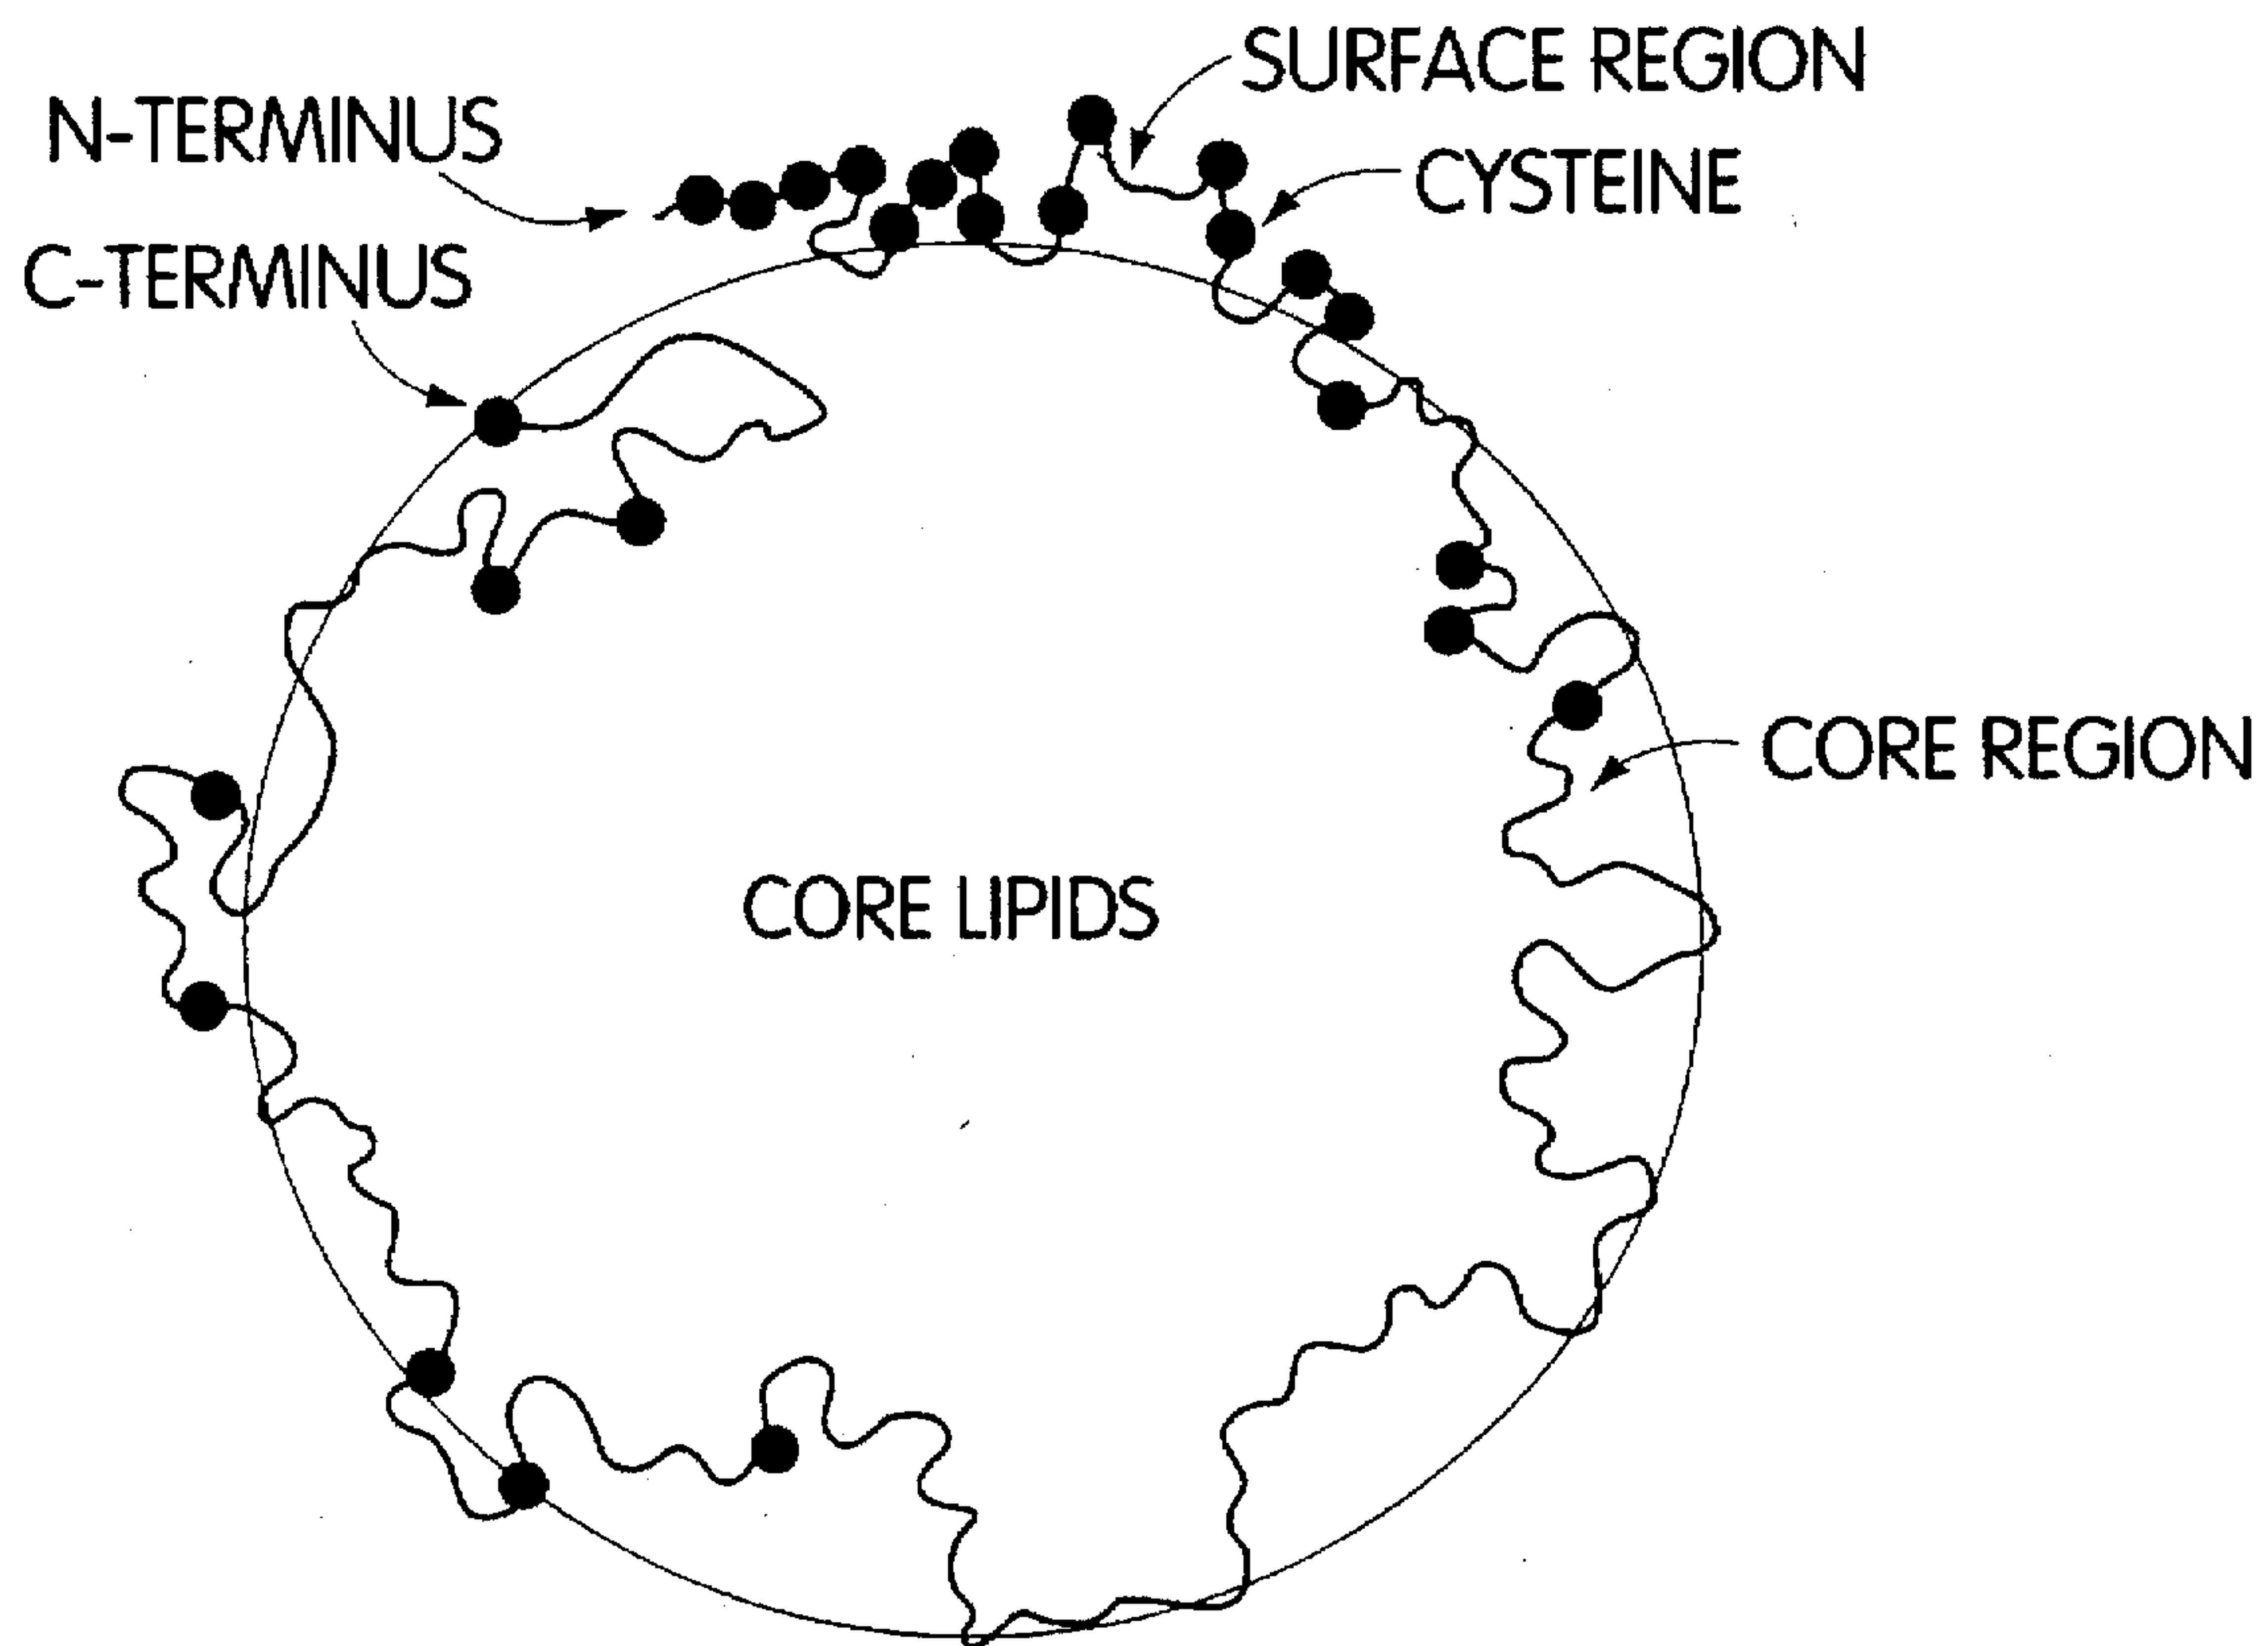 SURFACE REGION
N-TERMINUS
CYSTEINE
C-TERMINUS
CORE REGION
CORE LIPIDS